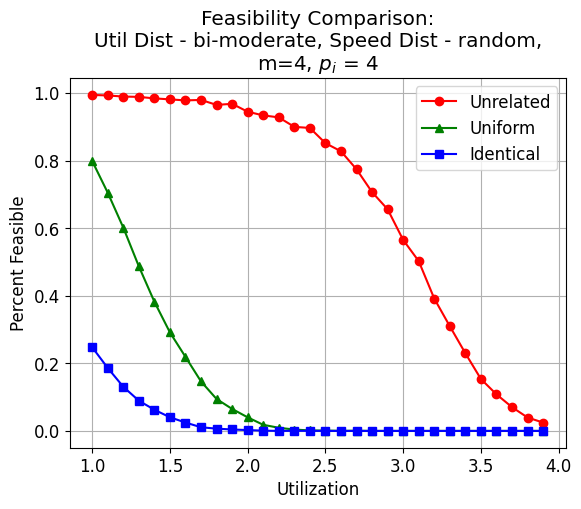 Feasibility Comparison:
Util Dist - bi-moderate, Speed Dist - random,
m=4, $p_i$ = 4
Unrelated
Uniform
Identical
Percent Feasible
1.0
0.8
0.6
0.4
0.2
0.0
1.0 1.5 2.0 2.5 3.0 3.5 4.0
Utilization